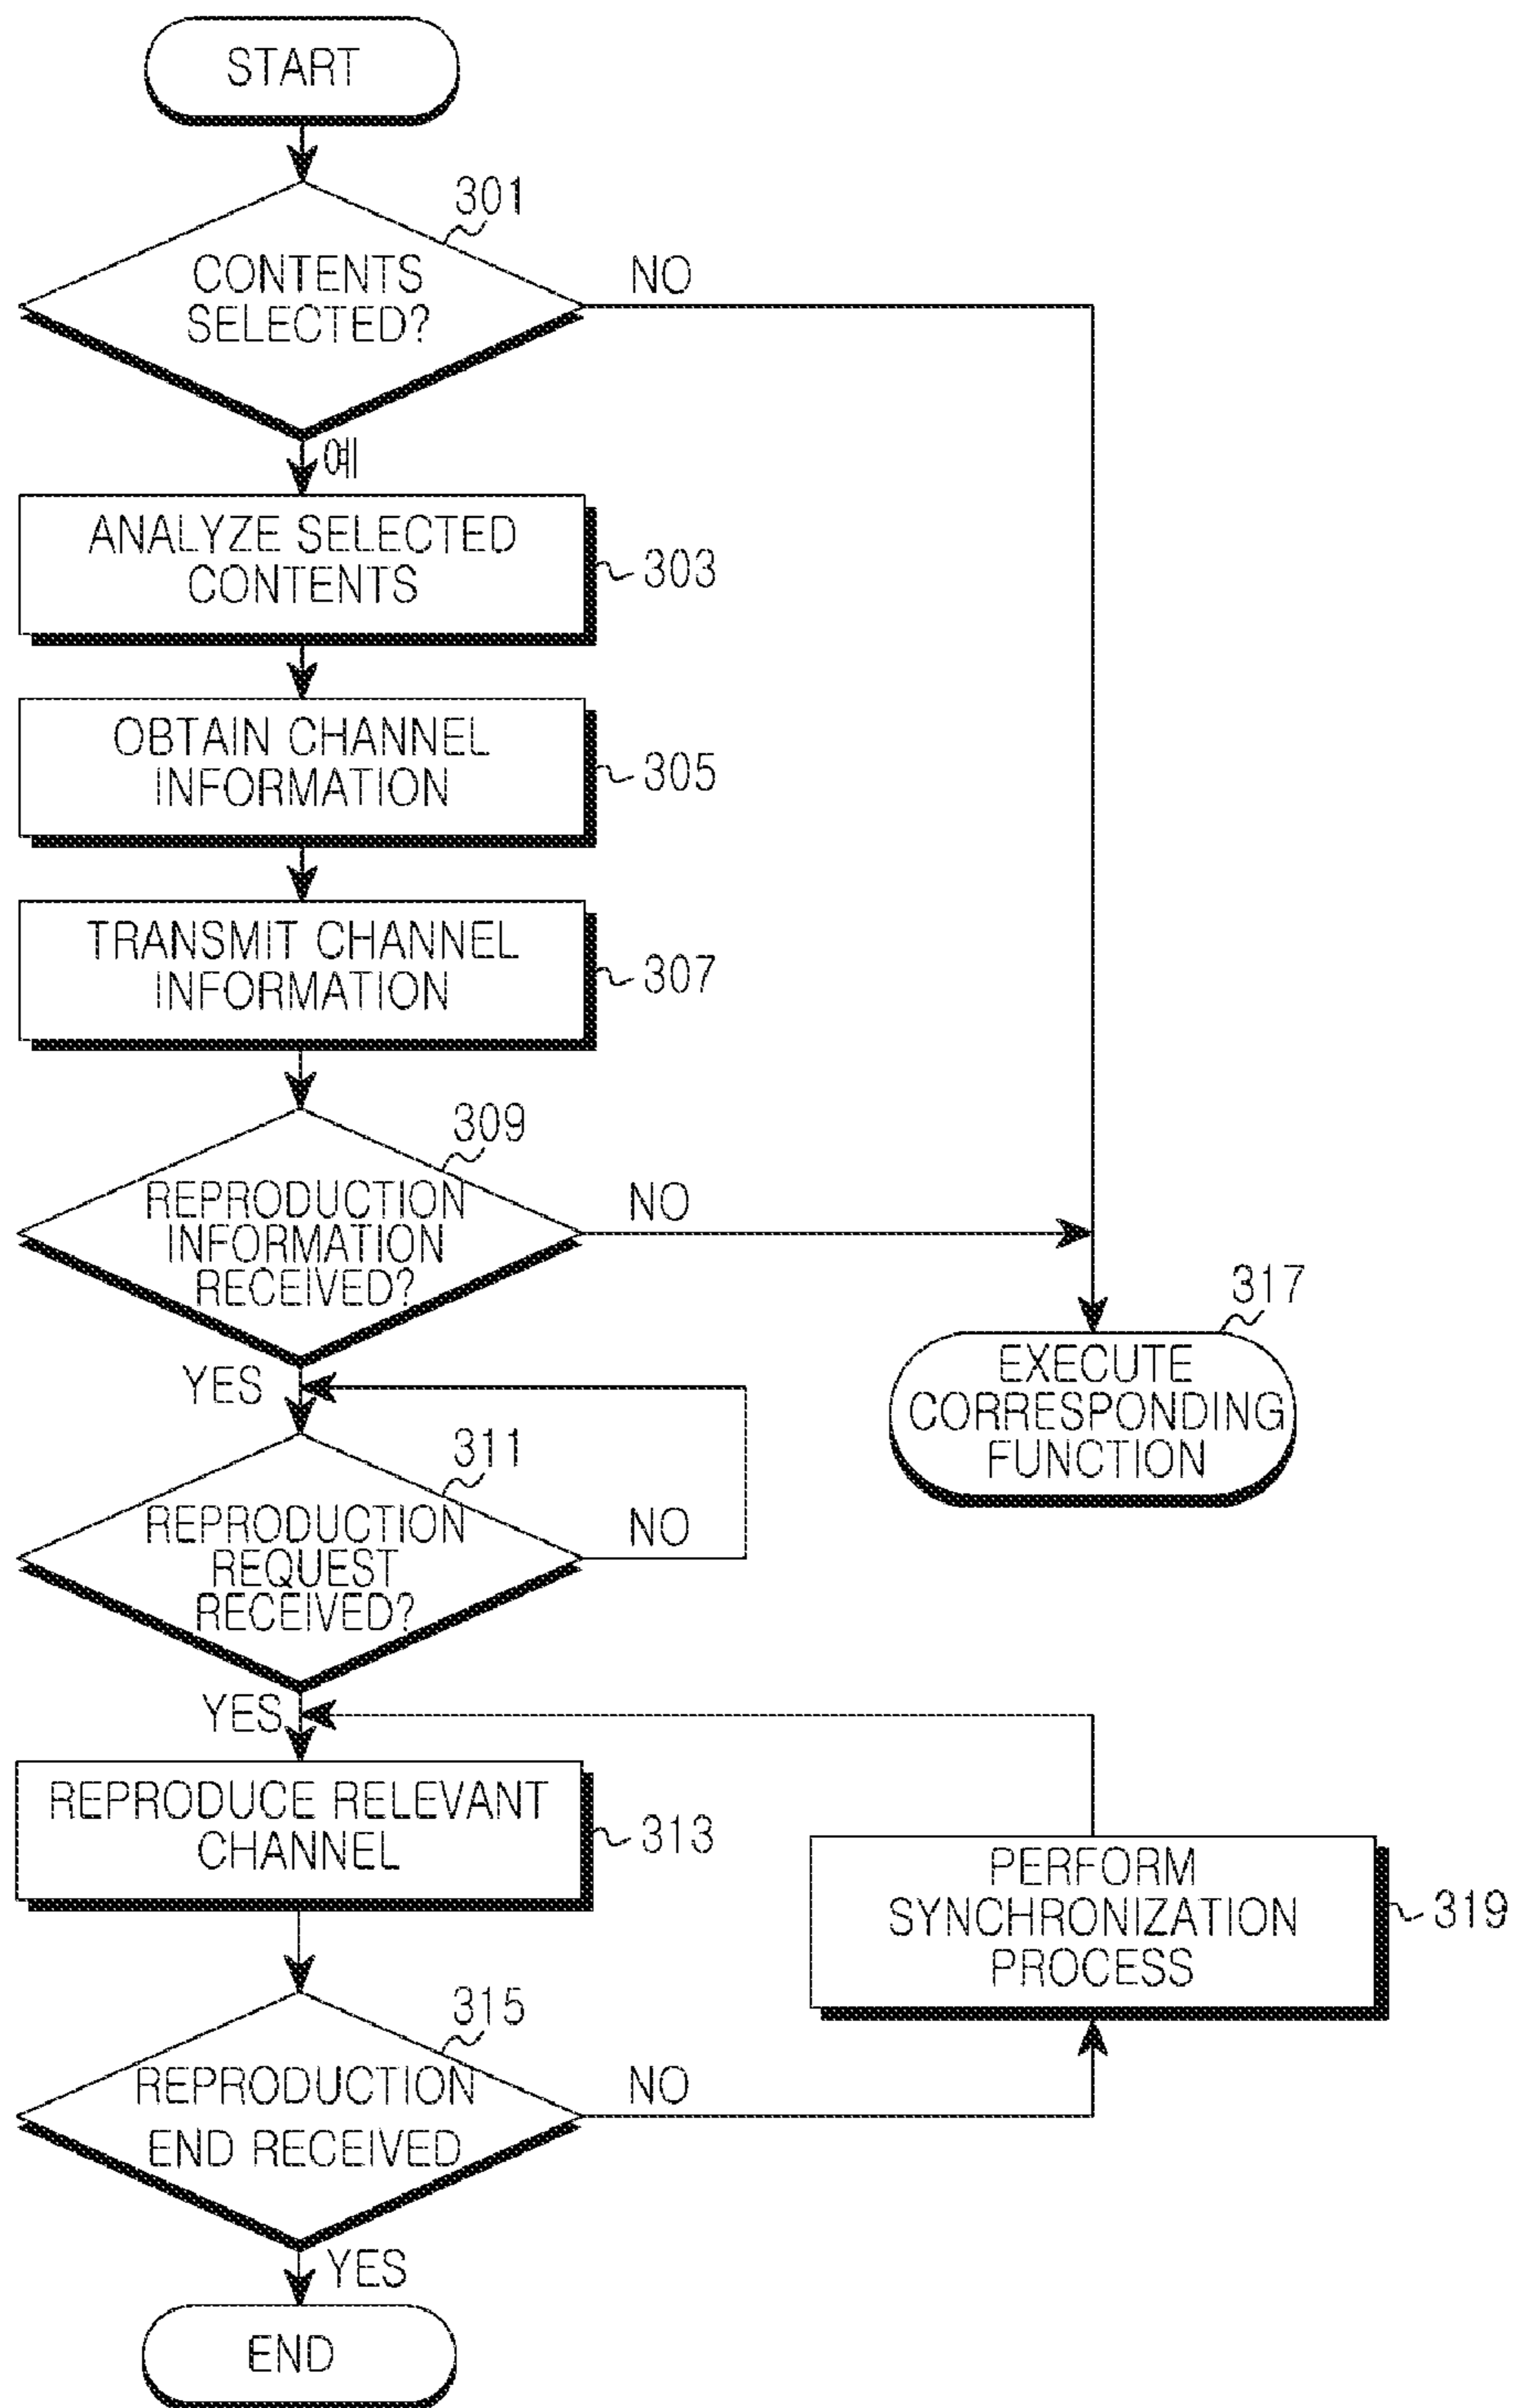 START
301
CONTENTS
SELECTED?
NO
예
ANALYZE SELECTED
CONTENTS
303
OBTAIN CHANNEL
INFORMATION
305
TRANSMIT CHANNEL
INFORMATION
307
309
REPRODUCTION
INFORMATION
RECEIVED?
NO
YES
317
EXECUTE
CORRESPONDING
FUNCTION
311
REPRODUCTION
REQUEST
RECEIVED?
NO
YES
REPRODUCE RELEVANT
CHANNEL
313
PERFORM
SYNCHRONIZATION
PROCESS
319
315
REPRODUCTION
END RECEIVED
NO
YES
END